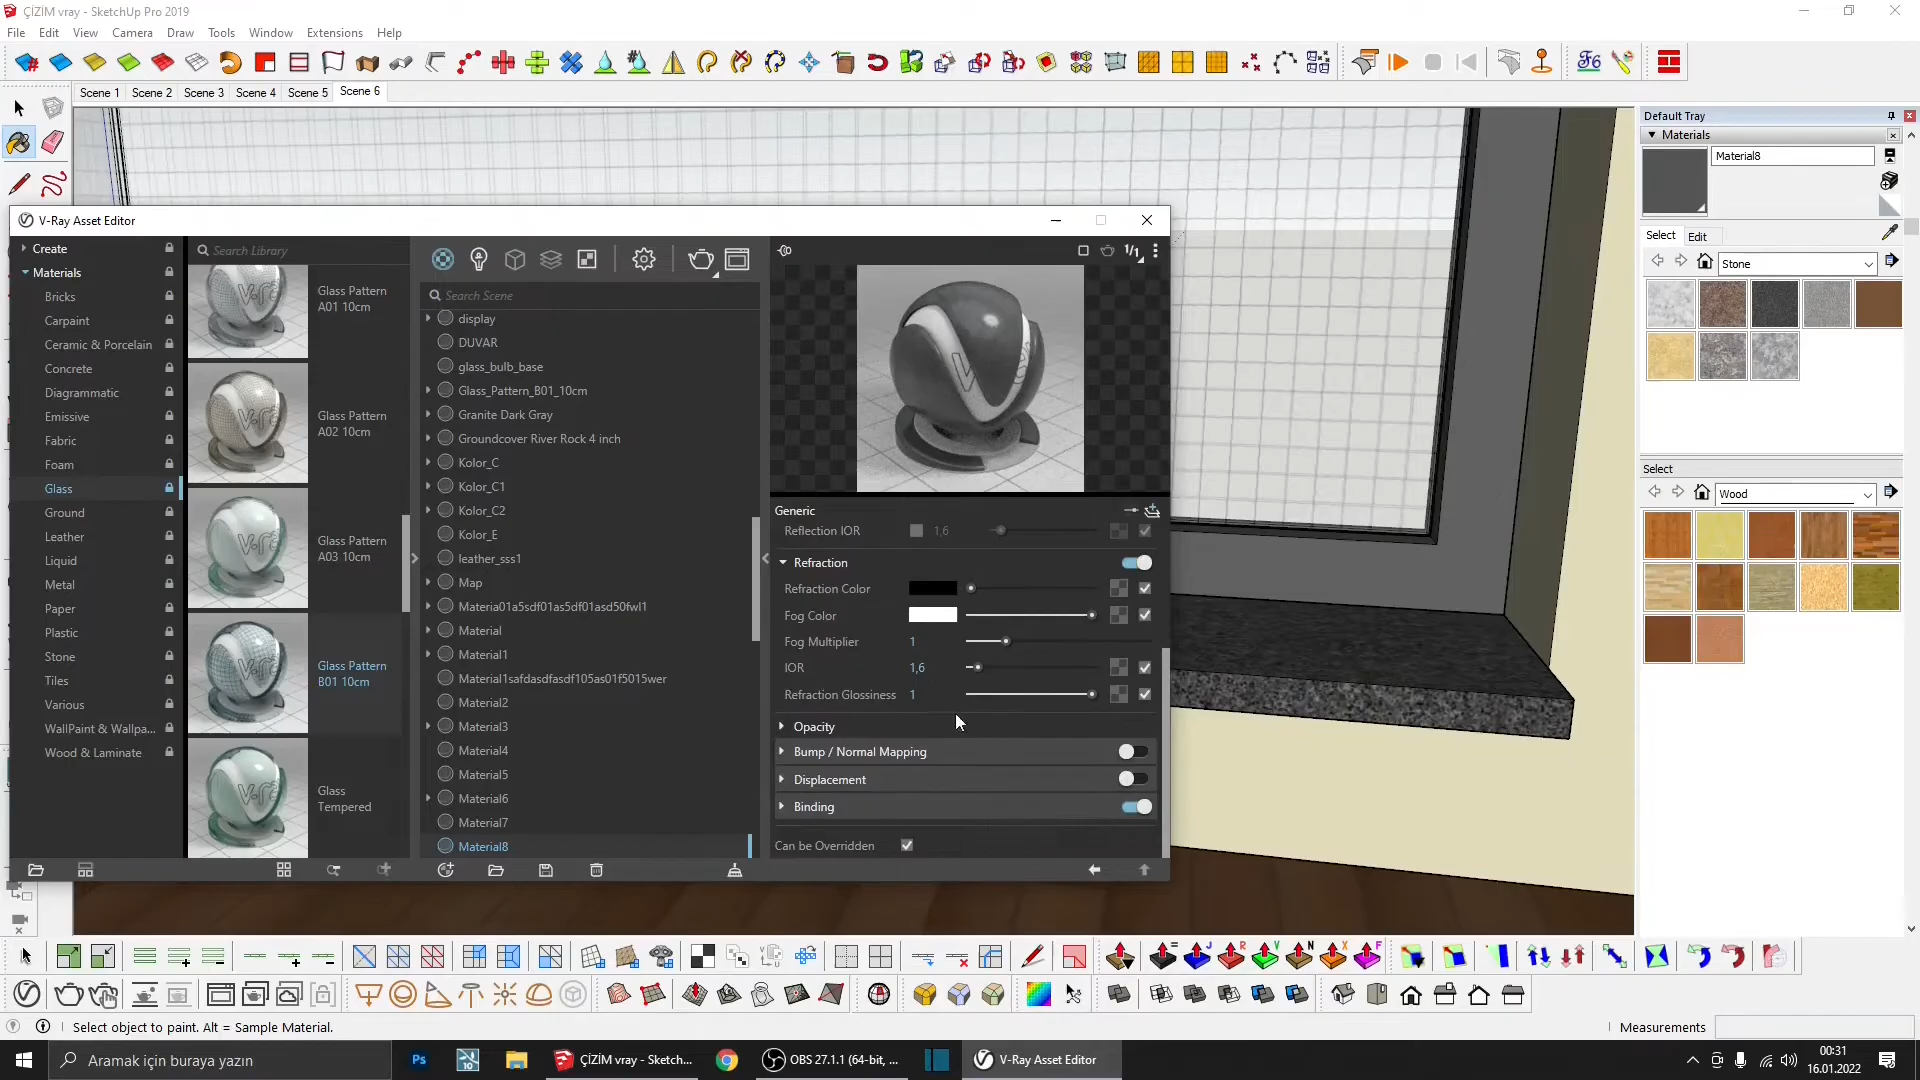 ÇİZİM vray - SketchUp Pro 2019
File Edit View Camera Draw Tools Window Extensions Help
Scene 1 Scene 2 Scene 3 Scene 4 Scene 5 Scene 6
V-Ray Asset Editor
Create
Materials
Bricks
Carpaint
Ceramic & Porcelain
Concrete
Diagrammatic
Emissive
Fabric
Foam
Glass
Ground
Leather
Liquid
Metal
Paper
Plastic
Stone
Tiles
Various
WallPaint & Wallpa...
Wood & Laminate
Search Library
Glass Pattern
A01 10cm
Glass Pattern
A02 10cm
Glass Pattern
A03 10cm
Glass Pattern
B01 10cm
Glass
Tempered
Search Scene
display
DUVAR
glass_bulb_base
Glass_Pattern_B01_10cm
Granite Dark Gray
Groundcover River Rock 4 inch
Kolor_C
Kolor_C1
Kolor_C2
Kolor_E
leather_sss1
Map
Materia01a5sdf01as5df01asd50fwl1
Material
Material1
Material1safdasdfasdf105as01f5015wer
Material2
Material3
Material4
Material5
Material6
Material7
Material8
1/1
Generic
Reflection IOR 1,6
Refraction
Refraction Color
Fog Color
Fog Multiplier 1
IOR 1,6
Refraction Glossiness 1
Opacity
Bump / Normal Mapping
Displacement
Binding
Can be Overridden
Default Tray
Materials
Material8
Select Edit
Stone
Select
Wood
Select object to paint. Alt = Sample Material.
Measurements
Aramak için buraya yazın
Ps
10
ÇİZİM vray - Sketch...
OBS 27.1.1 (64-bit, ...
V-Ray Asset Editor
00:31
16.01.2022